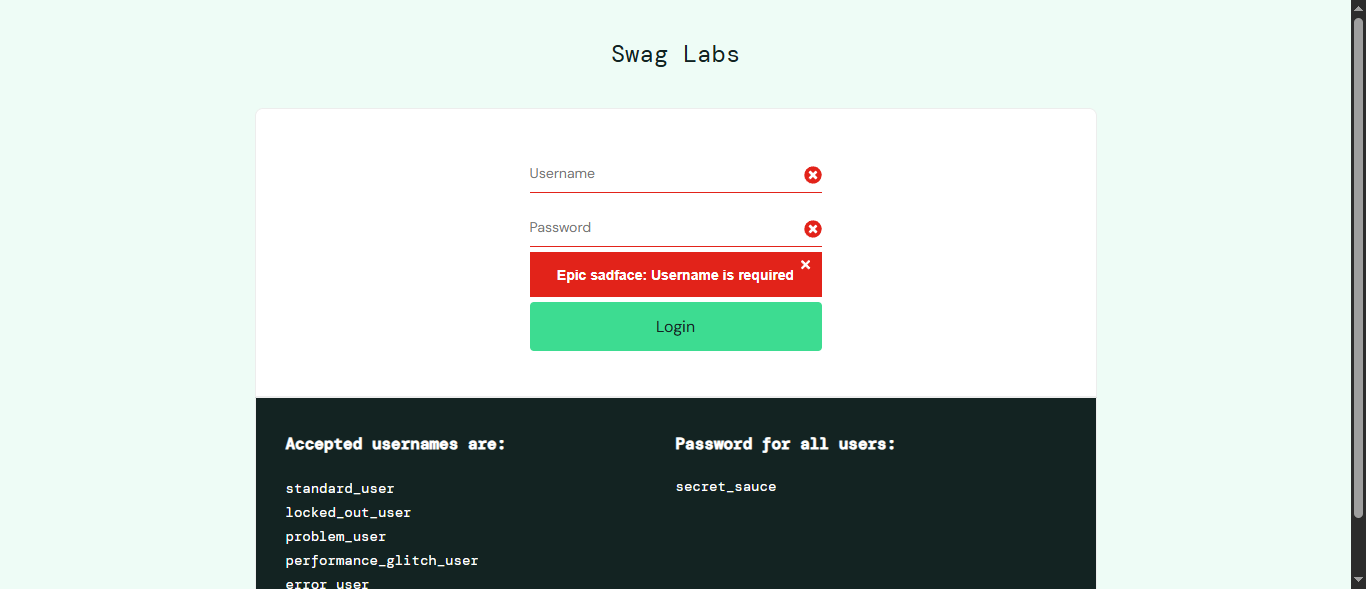 Swag Labs
Username
Password
Epic sadface: Username is required
Login
Accepted usernames are:
standard_user
locked_out_user
problem_user
performance_glitch_user
error_user
Password for all users:
secret_sauce